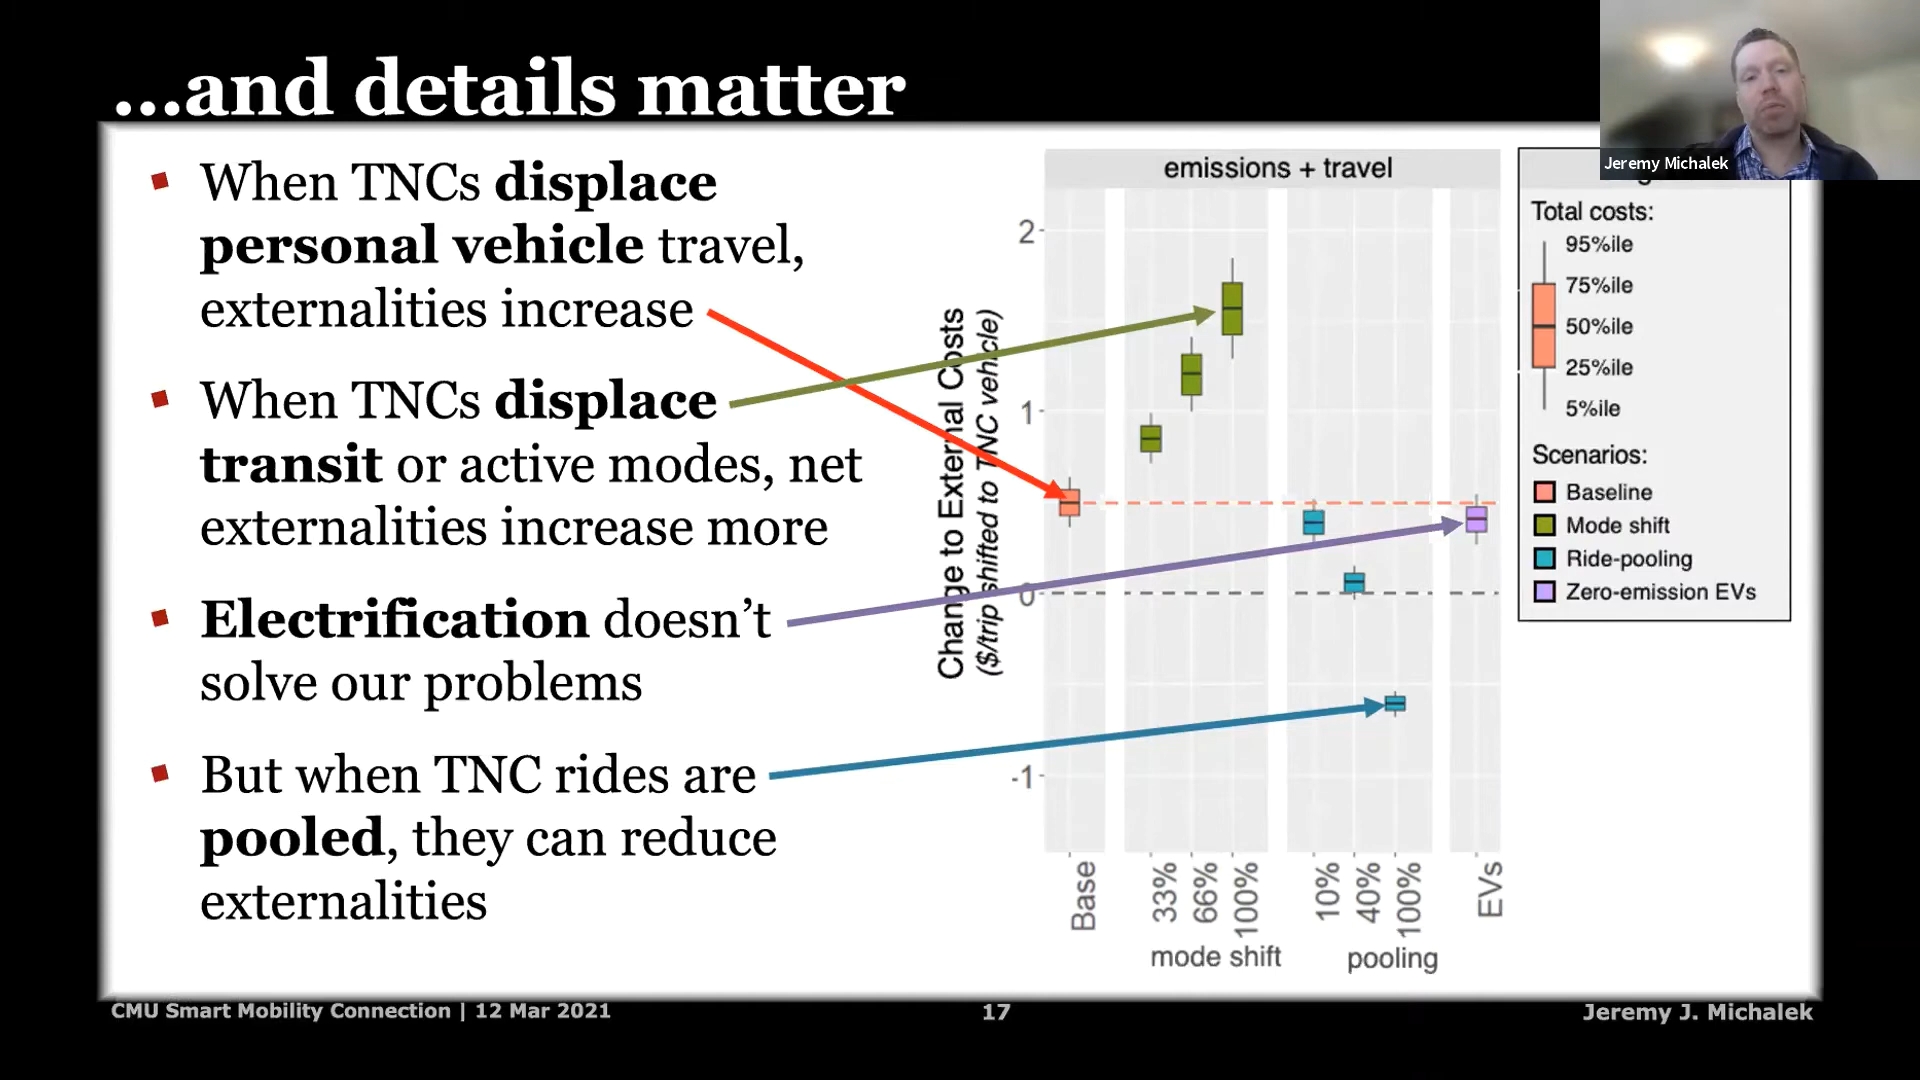 ...and details matter
Jeremy Michalek
When TNCs displace
personal vehicle travel,
externalities increase
When TNCs displace
transit or active modes, net
externalities increase more
Electrification doesn't
solve our problems
But when TNC rides are
pooled, they can reduce
externalities
emissions + travel
Change to External Costs
($/trip shifted to TNC vehicle)
2
1
0
-1
Base
33%
66%
100%
mode shift
10%
40%
100%
pooling
EVs
Total costs:
95%ile
75%ile
50%ile
25%ile
5%ile
Scenarios:
Baseline
Mode shift
Ride-pooling
Zero-emission EVs
CMU Smart Mobility Connection | 12 Mar 2021
17
Jeremy J. Michalek